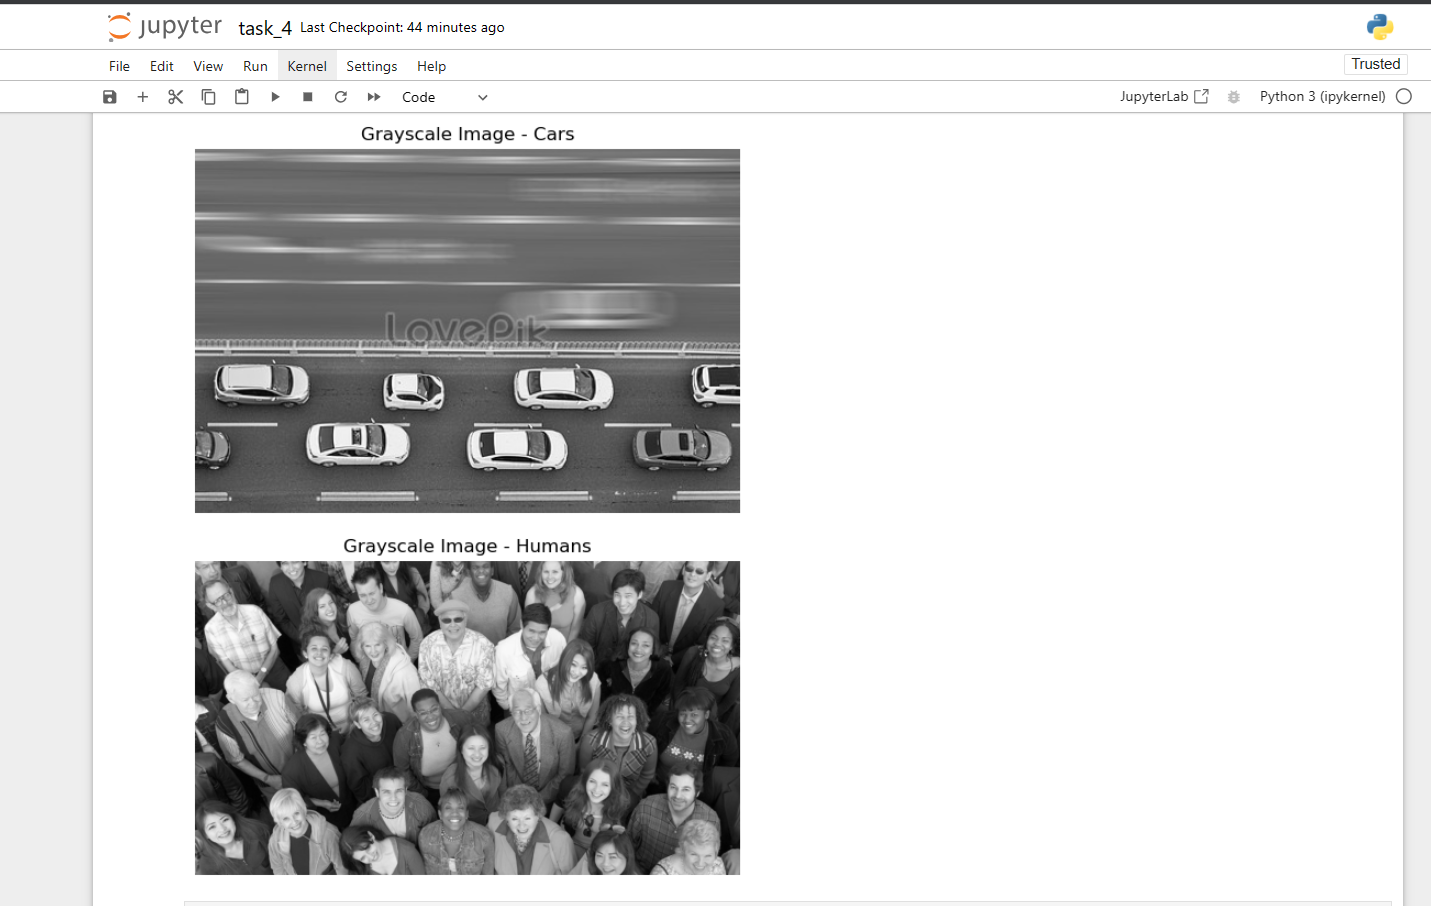 jupyter task_4 Last Checkpoint: 44 minutes ago
File Edit View Run Kernel Settings Help
Trusted
Code
JupyterLab
Python 3 (ipykernel)
Grayscale Image - Cars
LovePik
Grayscale Image - Humans